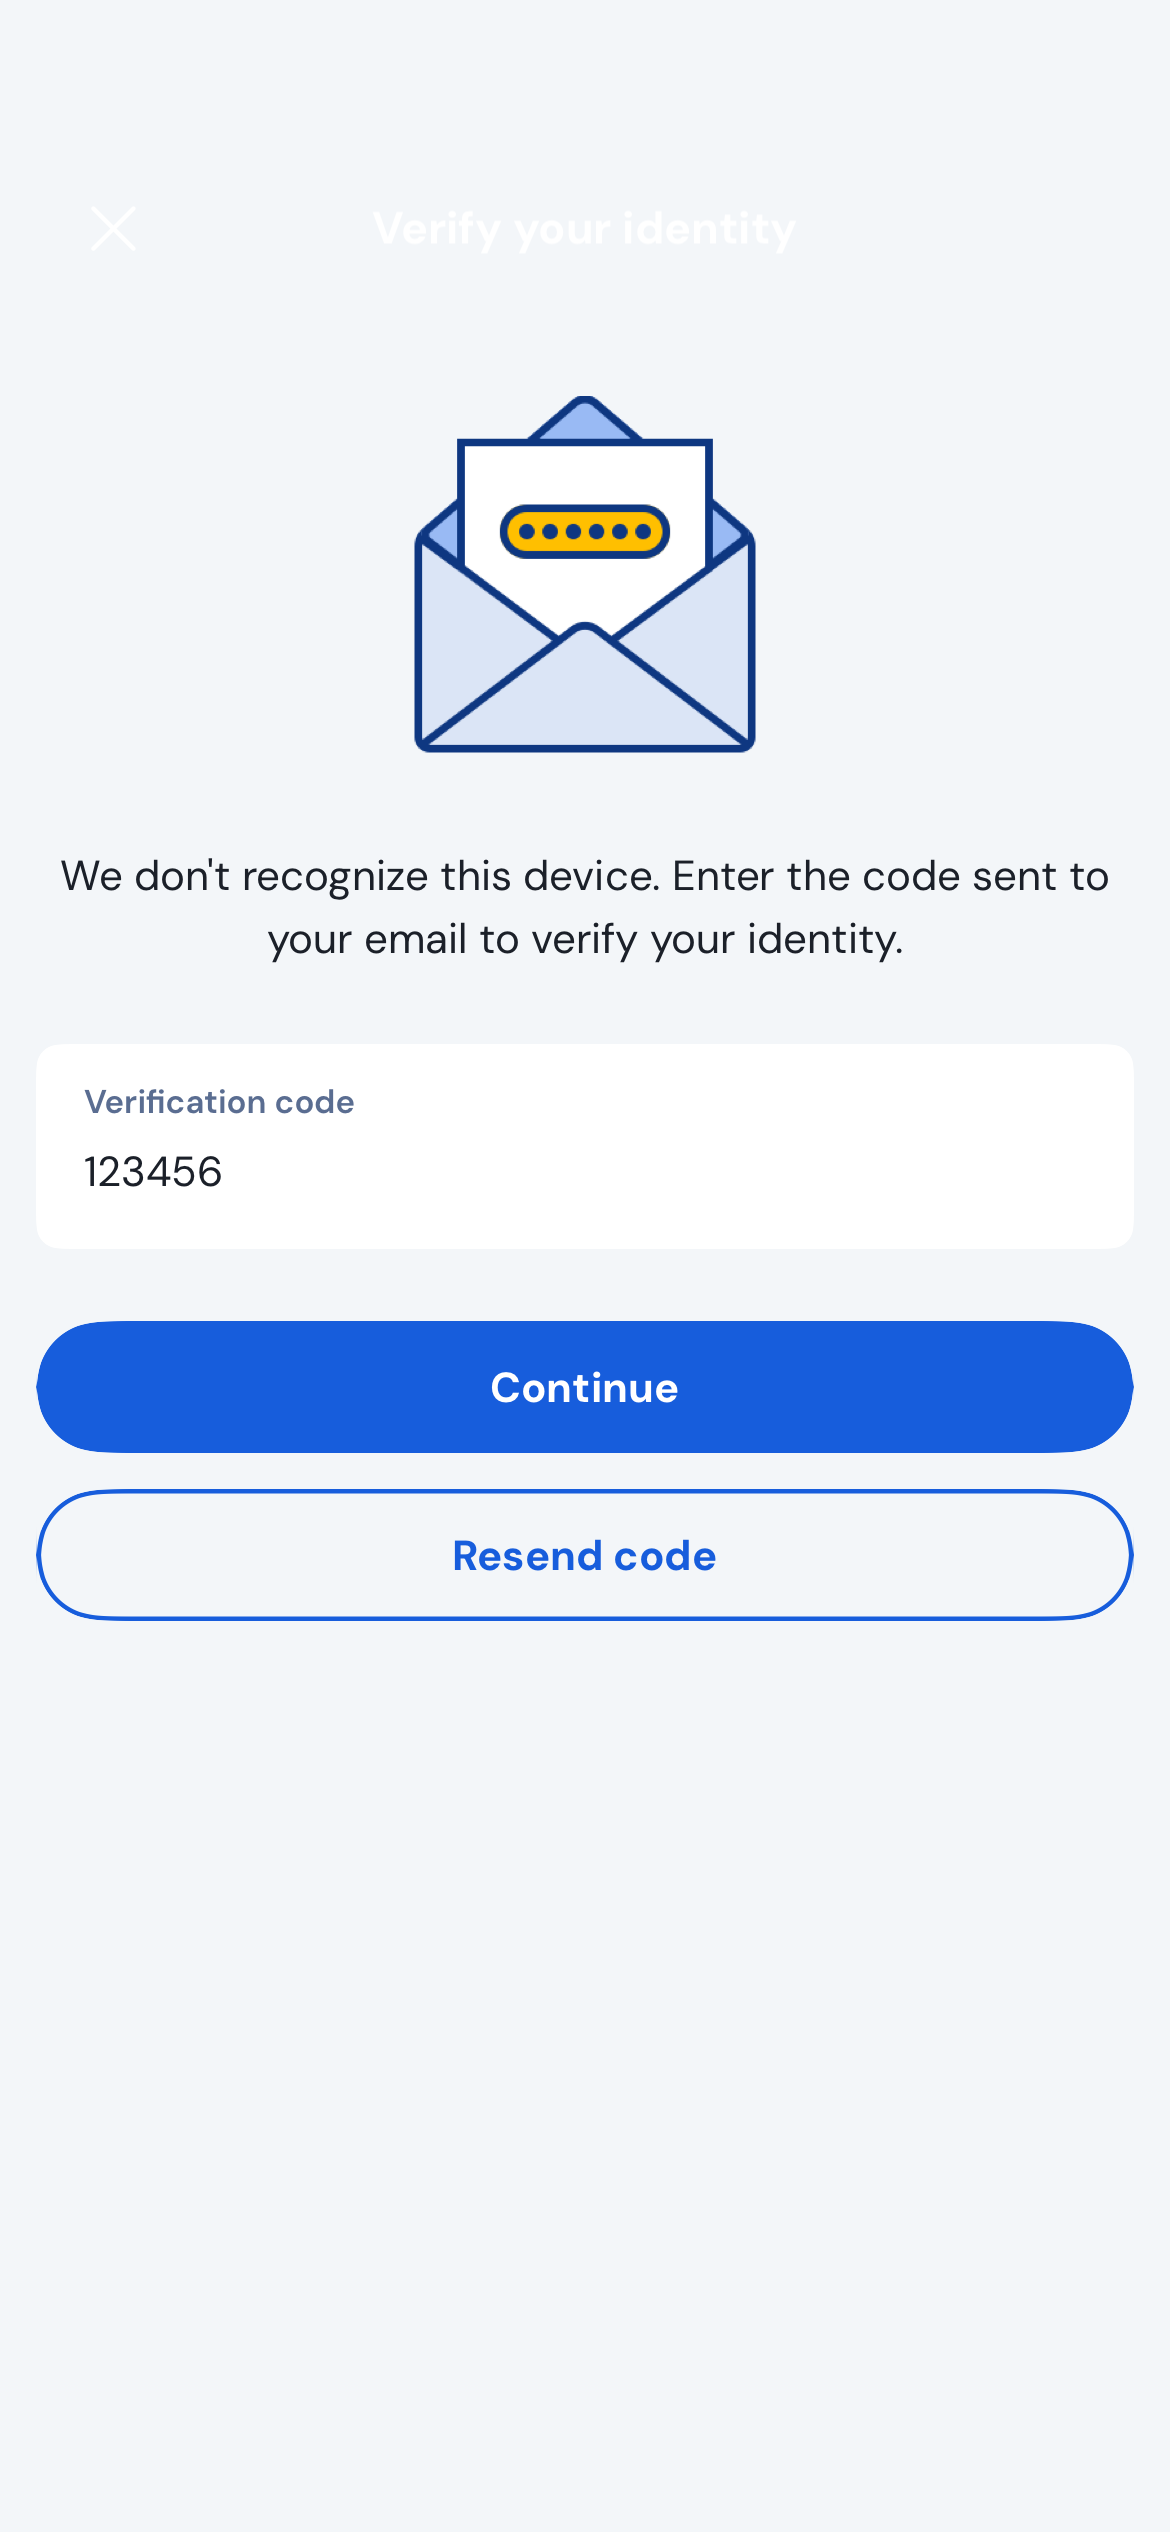 Verify your identity
We don't recognize this device. Enter the code sent to
your email to verify your identity.
Verification code
123456
Continue
Resend code